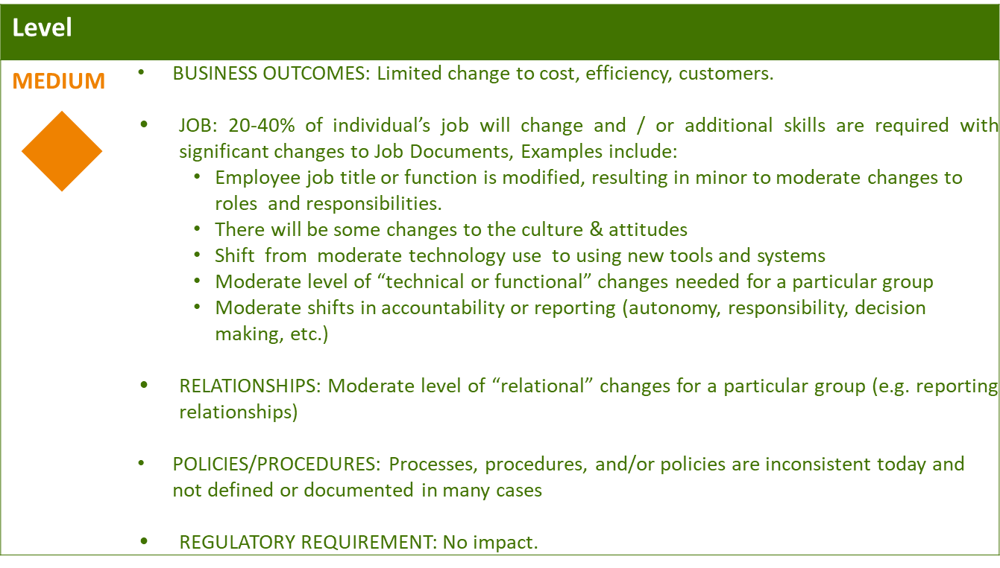 Level
MEDIUM
• BUSINESS OUTCOMES: Limited change to cost, efficiency, customers.
• JOB: 20-40% of individual’s job will change and / or additional skills are required with
significant changes to Job Documents, Examples include:
• Employee job title or function is modified, resulting in minor to moderate changes to
roles and responsibilities.
• There will be some changes to the culture & attitudes
• Shift from moderate technology use to using new tools and systems
• Moderate level of “technical or functional” changes needed for a particular group
• Moderate shifts in accountability or reporting (autonomy, responsibility, decision
making, etc.)
• RELATIONSHIPS: Moderate level of “relational” changes for a particular group (e.g. reporting
relationships)
• POLICIES/PROCEDURES: Processes, procedures, and/or policies are inconsistent today and
not defined or documented in many cases
• REGULATORY REQUIREMENT: No impact.